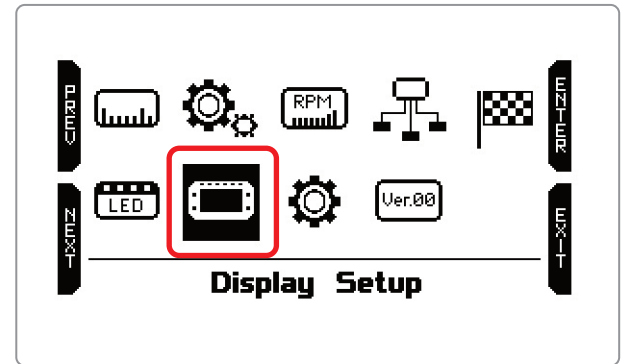 PREV
ENTER
RPM
LED
Ver.00
NEXT
EXIT
Display Setup